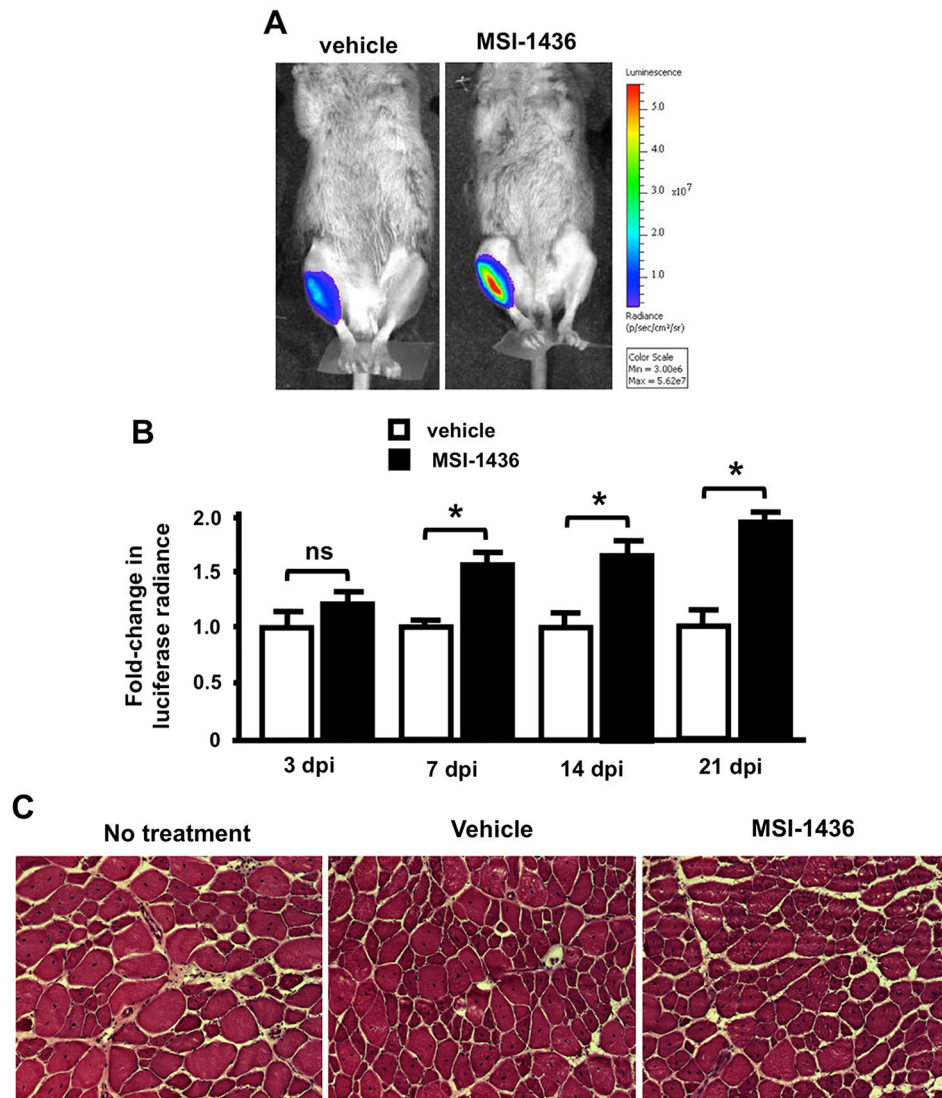 A
vehicle
MSI-1436
Luminescence
5.0
4.0
3.0
x10⁷
2.0
1.0
Radiance
(p/sec/cm²/sr)
Color Scale
Min = 3.00e6
Max = 5.62e7
B
vehicle
MSI-1436
Fold-change in
luciferase radiance
2.0
1.5
1.0
0.5
0
ns
*
*
*
3 dpi
7 dpi
14 dpi
21 dpi
C
No treatment
Vehicle
MSI-1436